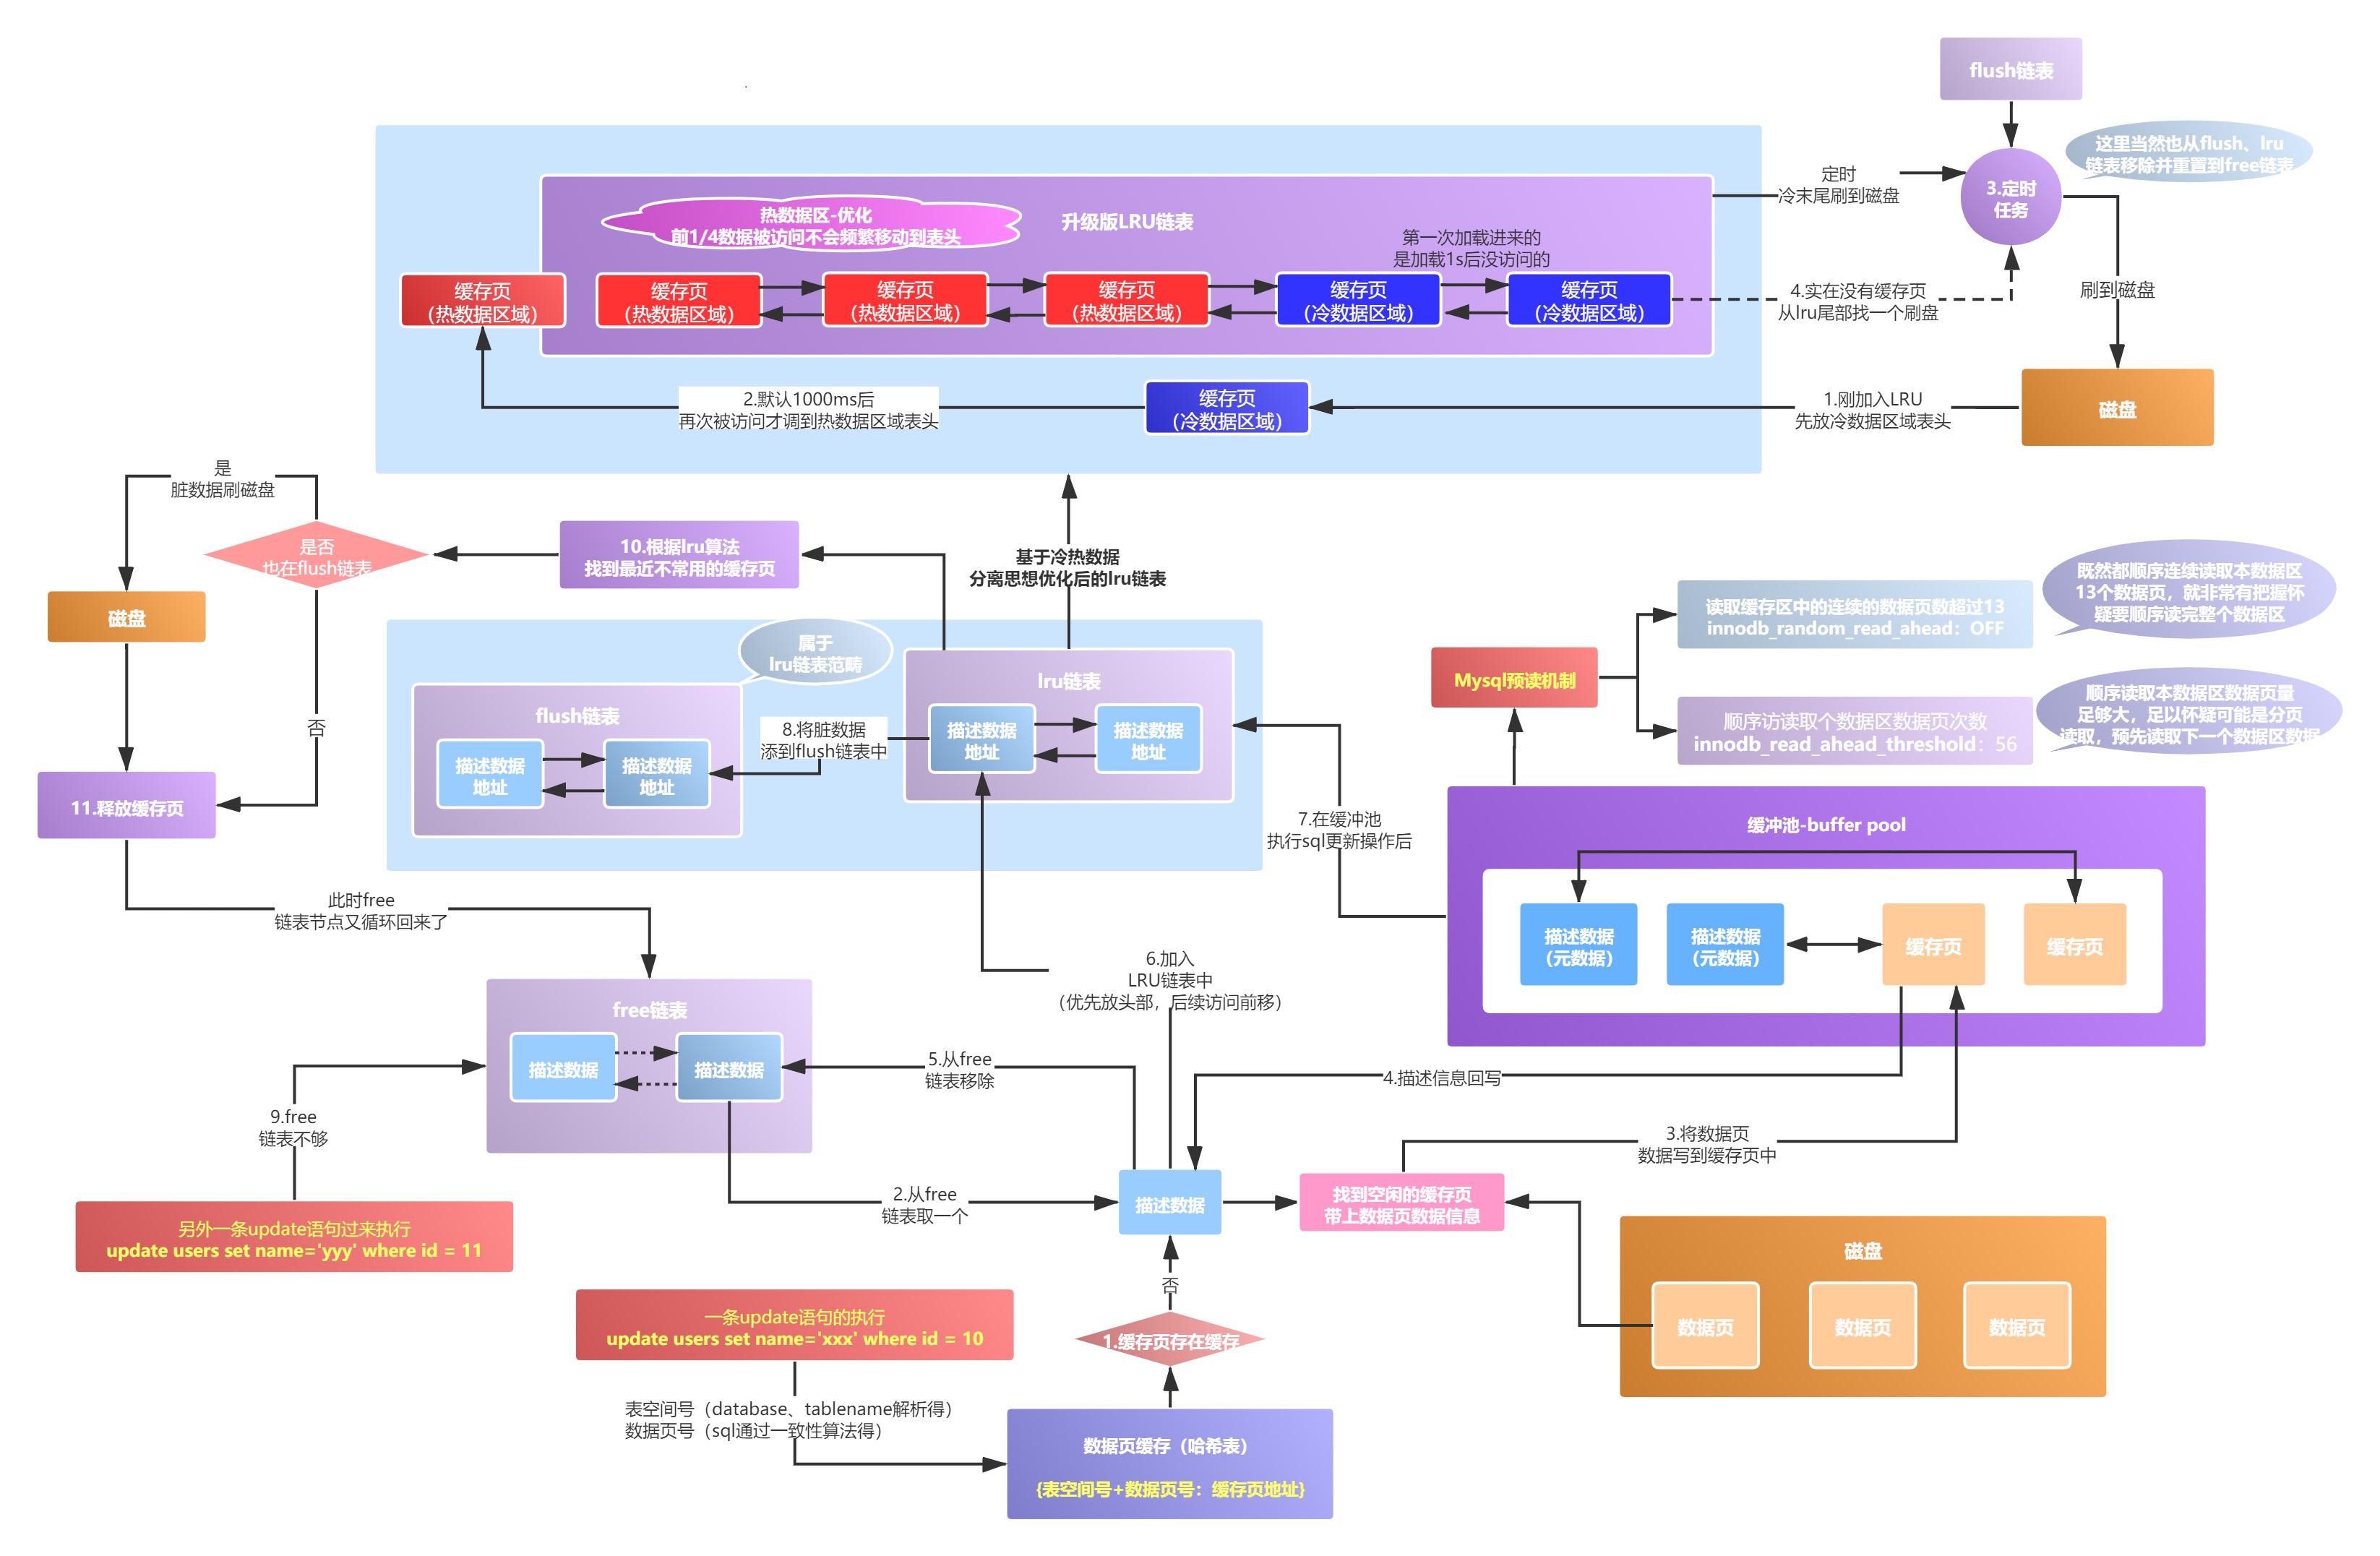 flush链表
这里当然也从flush、lru
链表移除并重置到free链表
定时
冷末尾刷到磁盘
3.定时
任务
热数据区-优化
前1/4数据被访问不会频繁移动到表头
升级版LRU链表
第一次加载进来的
是加载1s后没访问的
缓存页
（热数据区域）
缓存页
（热数据区域）
缓存页
（热数据区域）
缓存页
（热数据区域）
缓存页
（冷数据区域）
缓存页
（冷数据区域）
4.实在没有缓存页
从lru尾部找一个刷盘
刷到磁盘
2.默认1000ms后
再次被访问才调到热数据区域表头
缓存页
（冷数据区域）
1.刚加入LRU
先放冷数据区域表头
磁盘
是
脏数据刷磁盘
是否
也在flush链表
10.根据lru算法
找到最近不常用的缓存页
基于冷热数据
分离思想优化后的lru链表
磁盘
否
11.释放缓存页
属于
lru链表范畴
flush链表
描述数据
地址
描述数据
地址
8.将脏数据
添到flush链表中
lru链表
描述数据
地址
描述数据
地址
Mysql预读机制
读取缓存区中的连续的数据页数超过13
innodb_random_read_ahead：OFF
既然都顺序连续读取本数据区
13个数据页，就非常有把握怀
疑要顺序读完整个数据区
顺序访读取个数据区数据页次数
innodb_read_ahead_threshold：56
顺序读取本数据区数据页量
足够大，足以怀疑可能是分页
读取，预先读取下一个数据区数据
7.在缓冲池
执行sql更新操作后
缓冲池-buffer pool
描述数据
（元数据）
描述数据
（元数据）
缓存页
缓存页
此时free
链表节点又循环回来了
6.加入
LRU链表中
（优先放头部，后续访问前移）
free链表
描述数据
描述数据
5.从free
链表移除
4.描述信息回写
9.free
链表不够
3.将数据页
数据写到缓存页中
2.从free
链表取一个
描述数据
找到空闲的缓存页
带上数据页数据信息
另外一条update语句过来执行
update users set name='yyy' where id = 11
磁盘
数据页
数据页
数据页
否
一条update语句的执行
update users set name='xxx' where id = 10
1.缓存页存在缓存
表空间号（database、tablename解析得）
数据页号（sql通过一致性算法得）
数据页缓存（哈希表）
{表空间号+数据页号：缓存页地址}